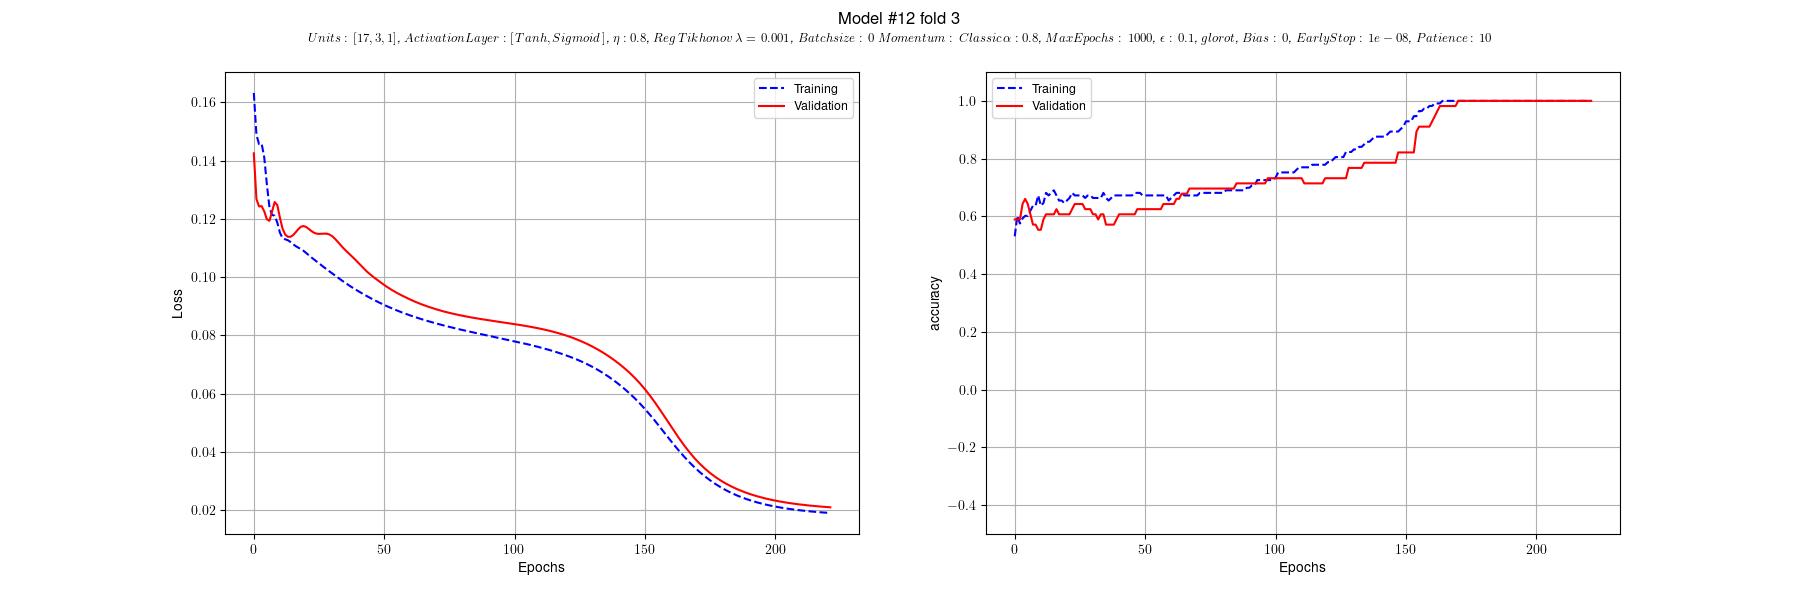 Model #12 fold 3
Units : [17, 3, 1], ActivationLayer : [Tanh, Sigmoid], η : 0.8, Reg Tikhonov λ = 0.001, Batchsize : 0 Momentum : Classicα : 0.8, MaxEpochs : 1000, ϵ : 0.1, glorot, Bias : 0, EarlyStop : 1e − 08, Patience : 10
Training
Validation
0.16
0.14
0.12
0.10
0.08
0.06
0.04
0.02
Loss
0 50 100 150 200
Epochs
Training
Validation
1.0
0.8
0.6
0.4
0.2
0.0
−0.2
−0.4
accuracy
0 50 100 150 200
Epochs